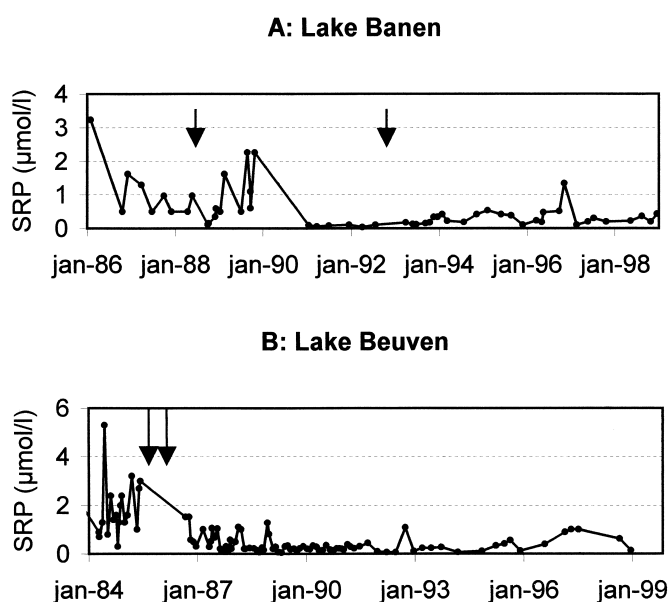 A: Lake Banen
SRP (µmol/l)
4
3
2
1
0
jan-86 jan-88 jan-90 jan-92 jan-94 jan-96 jan-98
B: Lake Beuven
SRP (µmol/l)
6
4
2
0
jan-84 jan-87 jan-90 jan-93 jan-96 jan-99